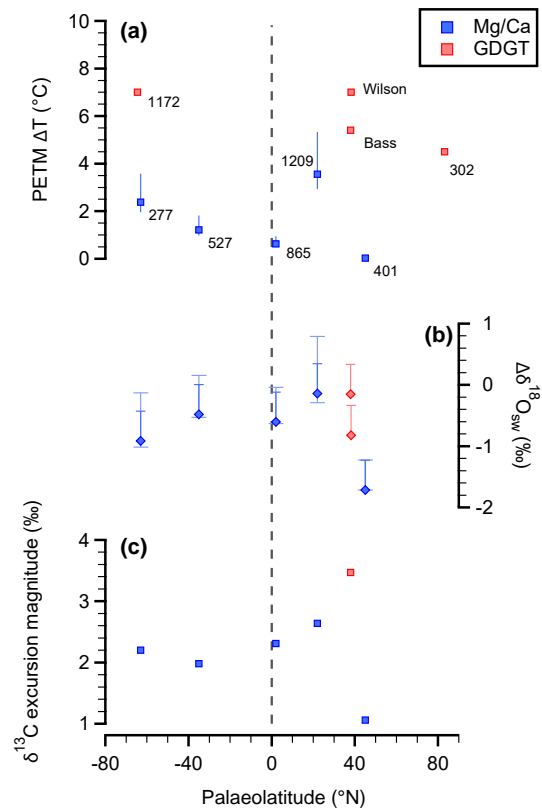 Mg/Ca
GDGT
(a)
10
8
6
4
2
0
PETM ΔT (°C)
1172
Wilson
Bass
1209
302
277
527
865
401
(b)
1
0
-1
-2
Δδ¹⁸O_sw (‰)
(c)
4
3
2
1
δ¹³C excursion magnitude (‰)
-80
-40
0
40
80
Palaeolatitude (°N)